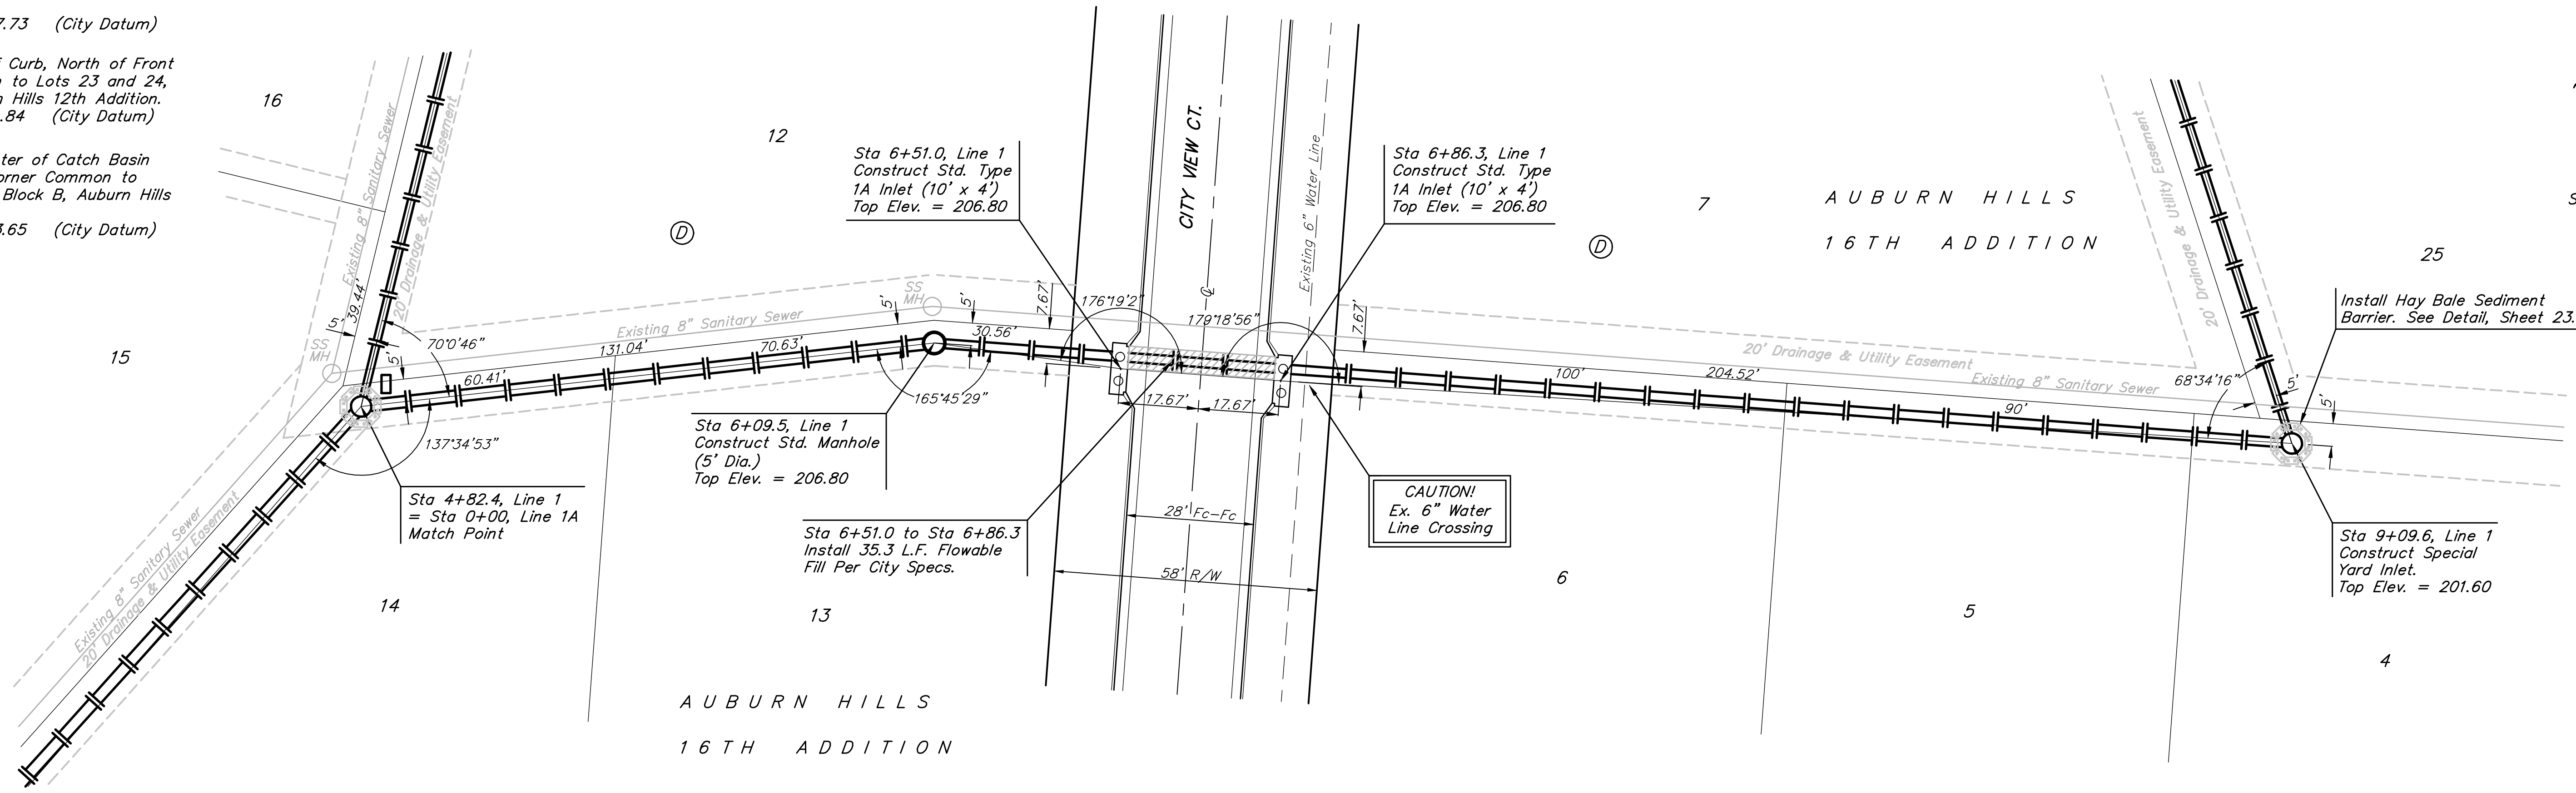 7.73 (City Datum)
Curb, North of Front
to Lots 23 and 24,
Hills 12th Addition.
.84 (City Datum)
ter of Catch Basin
orner Common to
Block B, Auburn Hills
3.65 (City Datum)
16
15
14
12
13
7
6
5
4
25
D
D
Existing 8" Sanitary Sewer
20' Drainage & Utility Easement
39.44'
5'
5'
SS
MH
70°0'46"
60.41'
131.04'
70.63'
Existing 8" Sanitary Sewer
137°34'53"
Existing 8" Sanitary Sewer
20' Drainage & Utility Easement
Sta 4+82.4, Line 1
= Sta 0+00, Line 1A
Match Point
SS
MH
5'
5'
30.56'
7.67'
165°45'29"
176°19'2"
Sta 6+09.5, Line 1
Construct Std. Manhole
(5' Dia.)
Top Elev. = 206.80
Sta 6+51.0, Line 1
Construct Std. Type
1A Inlet (10' x 4')
Top Elev. = 206.80
CITY VIEW CT.
Existing 6" Water Line
179°18'56"
7.67'
17.67'
17.67'
28' Fc-Fc
58' R/W
Sta 6+51.0 to Sta 6+86.3
Install 35.3 L.F. Flowable
Fill Per City Specs.
Sta 6+86.3, Line 1
Construct Std. Type
1A Inlet (10' x 4')
Top Elev. = 206.80
CAUTION!
Ex. 6" Water
Line Crossing
AUBURN HILLS
16TH ADDITION
AUBURN HILLS
16TH ADDITION
20' Drainage & Utility Easement
Existing 8" Sanitary Sewer
100'
204.52'
90'
20' Drainage & Utility Easement
20' Drainage & Utility Easement
68°34'16"
5'
5'
Install Hay Bale Sediment
Barrier. See Detail, Sheet 23.
Sta 9+09.6, Line 1
Construct Special
Yard Inlet.
Top Elev. = 201.60